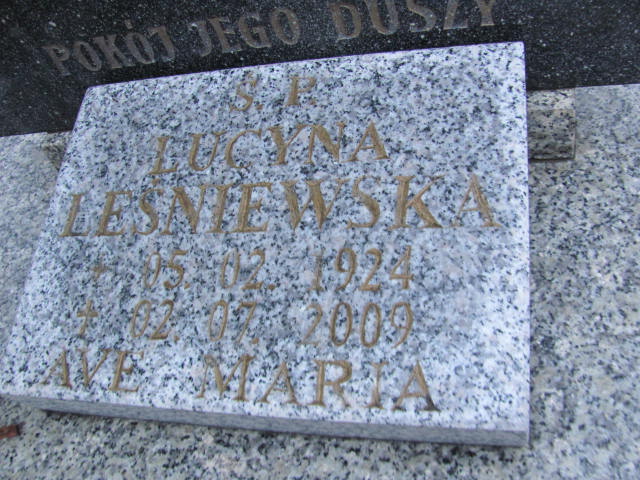 POKÓJ JEGO DUSZY
Ś. P.
LUCYNA
LEŚNIEWSKA
* 05. 02. 1924
† 02. 07. 2009
AVE MARIA